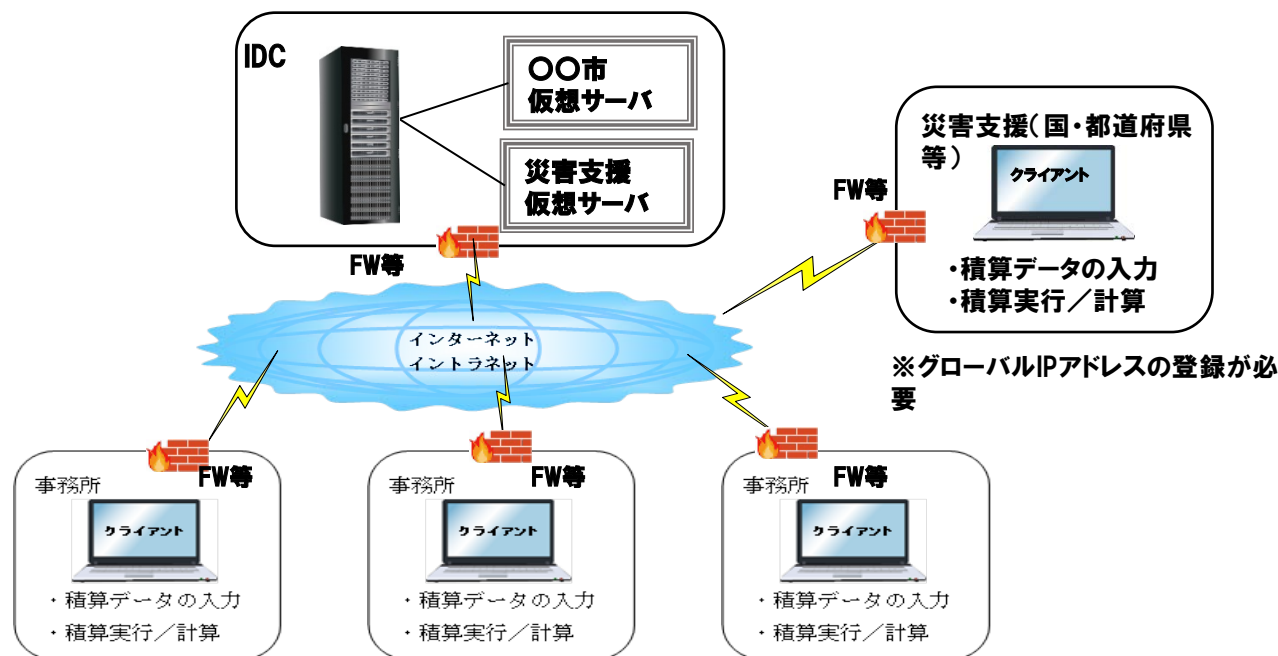 IDC
〇〇市
仮想サーバ
災害支援
仮想サーバ
FW等
災害支援(国・都道府県
等)
クライアント
FW等
・積算データの入力
・積算実行／計算
※グローバルIPアドレスの登録が必
要
インターネット
イントラネット
FW等
事務所
クライアント
・積算データの入力
・積算実行／計算
FW等
事務所
クライアント
・積算データの入力
・積算実行／計算
FW等
事務所
クライアント
・積算データの入力
・積算実行／計算